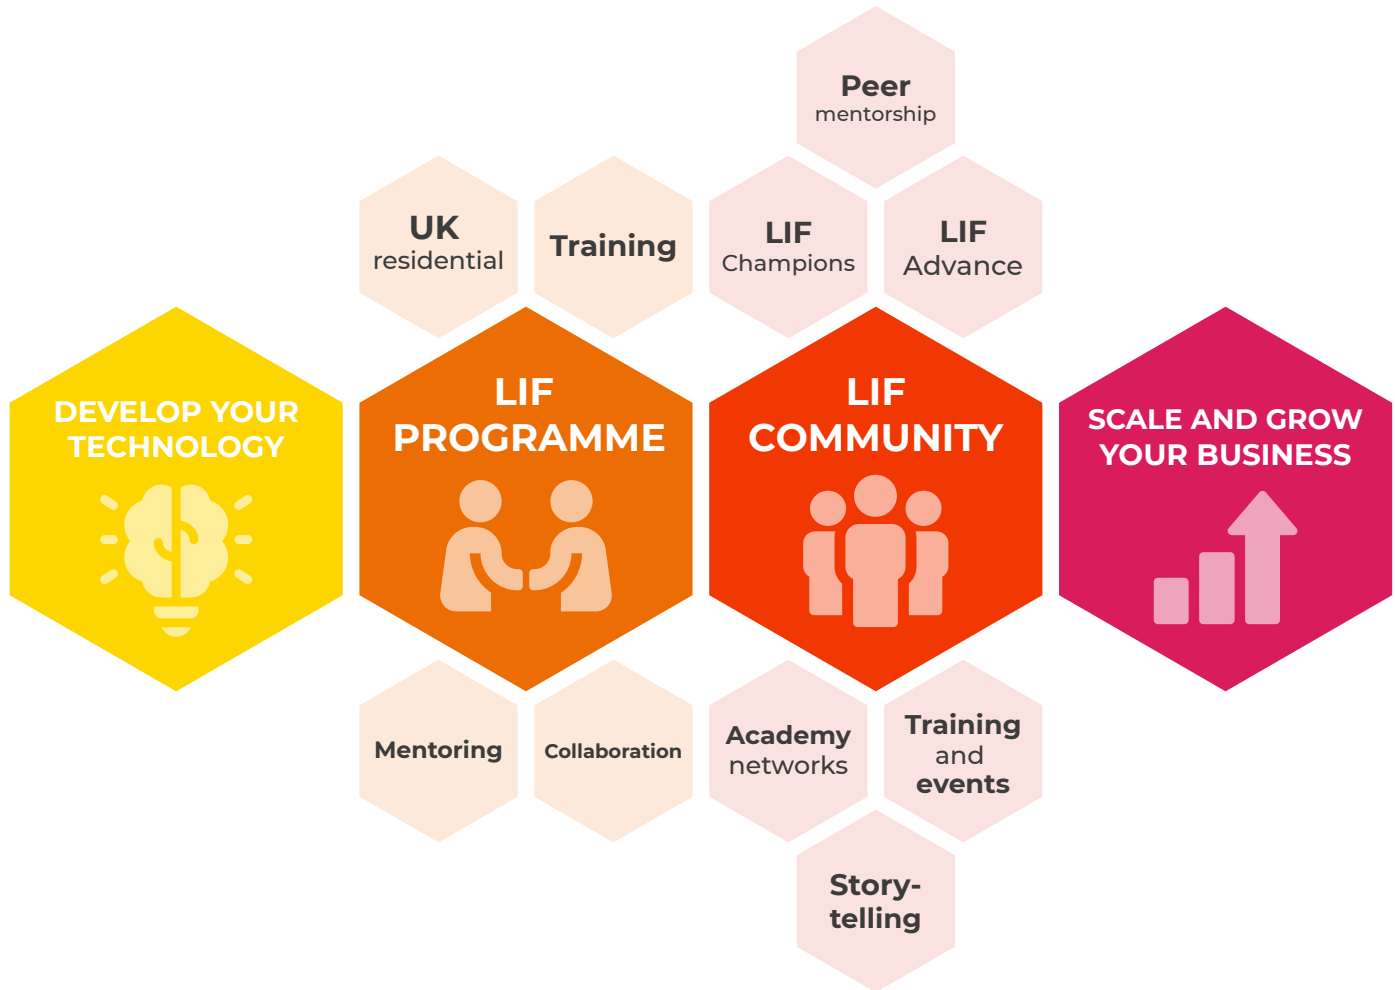 Peer
mentorship
UK
residential
Training
LIF
Champions
LIF
Advance
DEVELOP YOUR
TECHNOLOGY
LIF
PROGRAMME
LIF
COMMUNITY
SCALE AND GROW
YOUR BUSINESS
Mentoring
Collaboration
Academy
networks
Training
and
events
Story-
telling